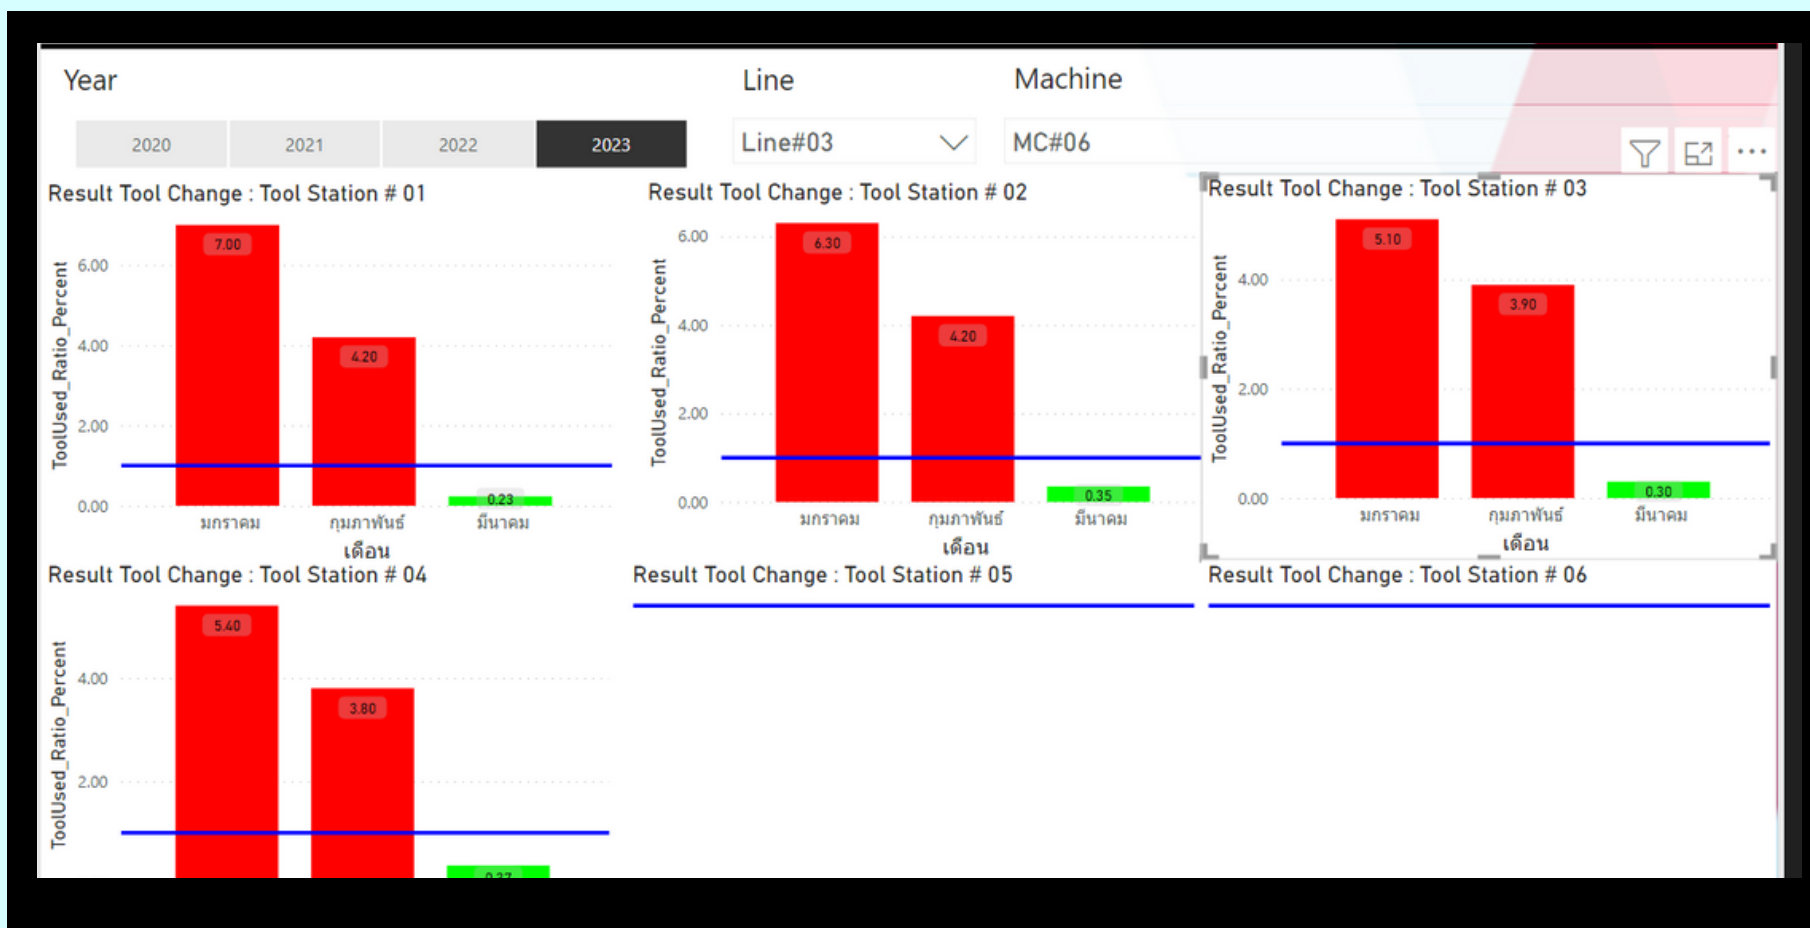 Year
Line
Machine
2020
2021
2022
2023
Line#03
MC#06
Result Tool Change : Tool Station # 01
ToolUsed_Ratio_Percent
6.00
4.00
2.00
0.00
7.00
4.20
0.23
มกราคม
กุมภาพันธ์
มีนาคม
เดือน
Result Tool Change : Tool Station # 02
ToolUsed_Ratio_Percent
6.00
4.00
2.00
0.00
6.30
4.20
0.35
มกราคม
กุมภาพันธ์
มีนาคม
เดือน
Result Tool Change : Tool Station # 03
ToolUsed_Ratio_Percent
4.00
2.00
0.00
5.10
3.90
0.30
มกราคม
กุมภาพันธ์
มีนาคม
เดือน
Result Tool Change : Tool Station # 04
ToolUsed_Ratio_Percent
4.00
2.00
5.40
3.80
0.37
Result Tool Change : Tool Station # 05
Result Tool Change : Tool Station # 06